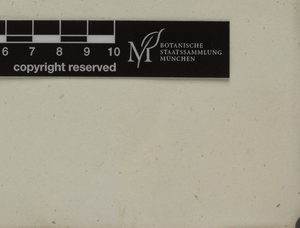 6 7 8 9 10
copyright reserved
M
BOTANISCHE
STAATSSAMMLUNG
MÜNCHEN